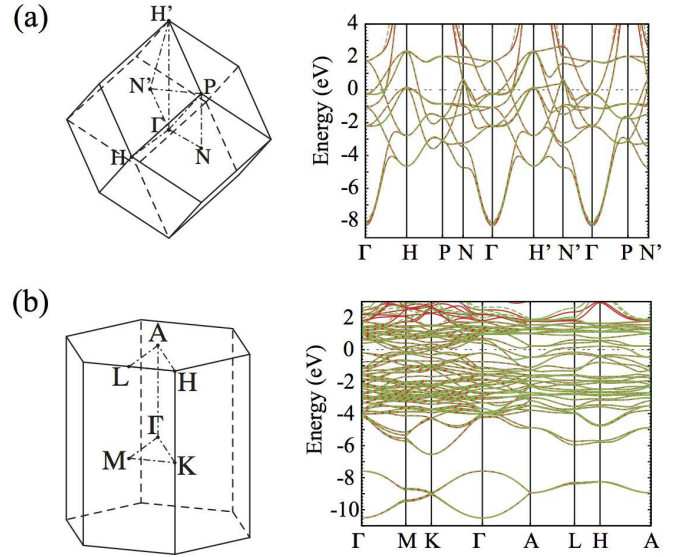 (a)
H'
N'
P
Γ
H
N
Energy (eV)
4
2
0
-2
-4
-6
-8
Γ H P N Γ H' N' Γ P N'
(b)
A
L
H
Γ
M
K
Energy (eV)
2
0
-2
-4
-6
-8
-10
Γ M K Γ A L H A